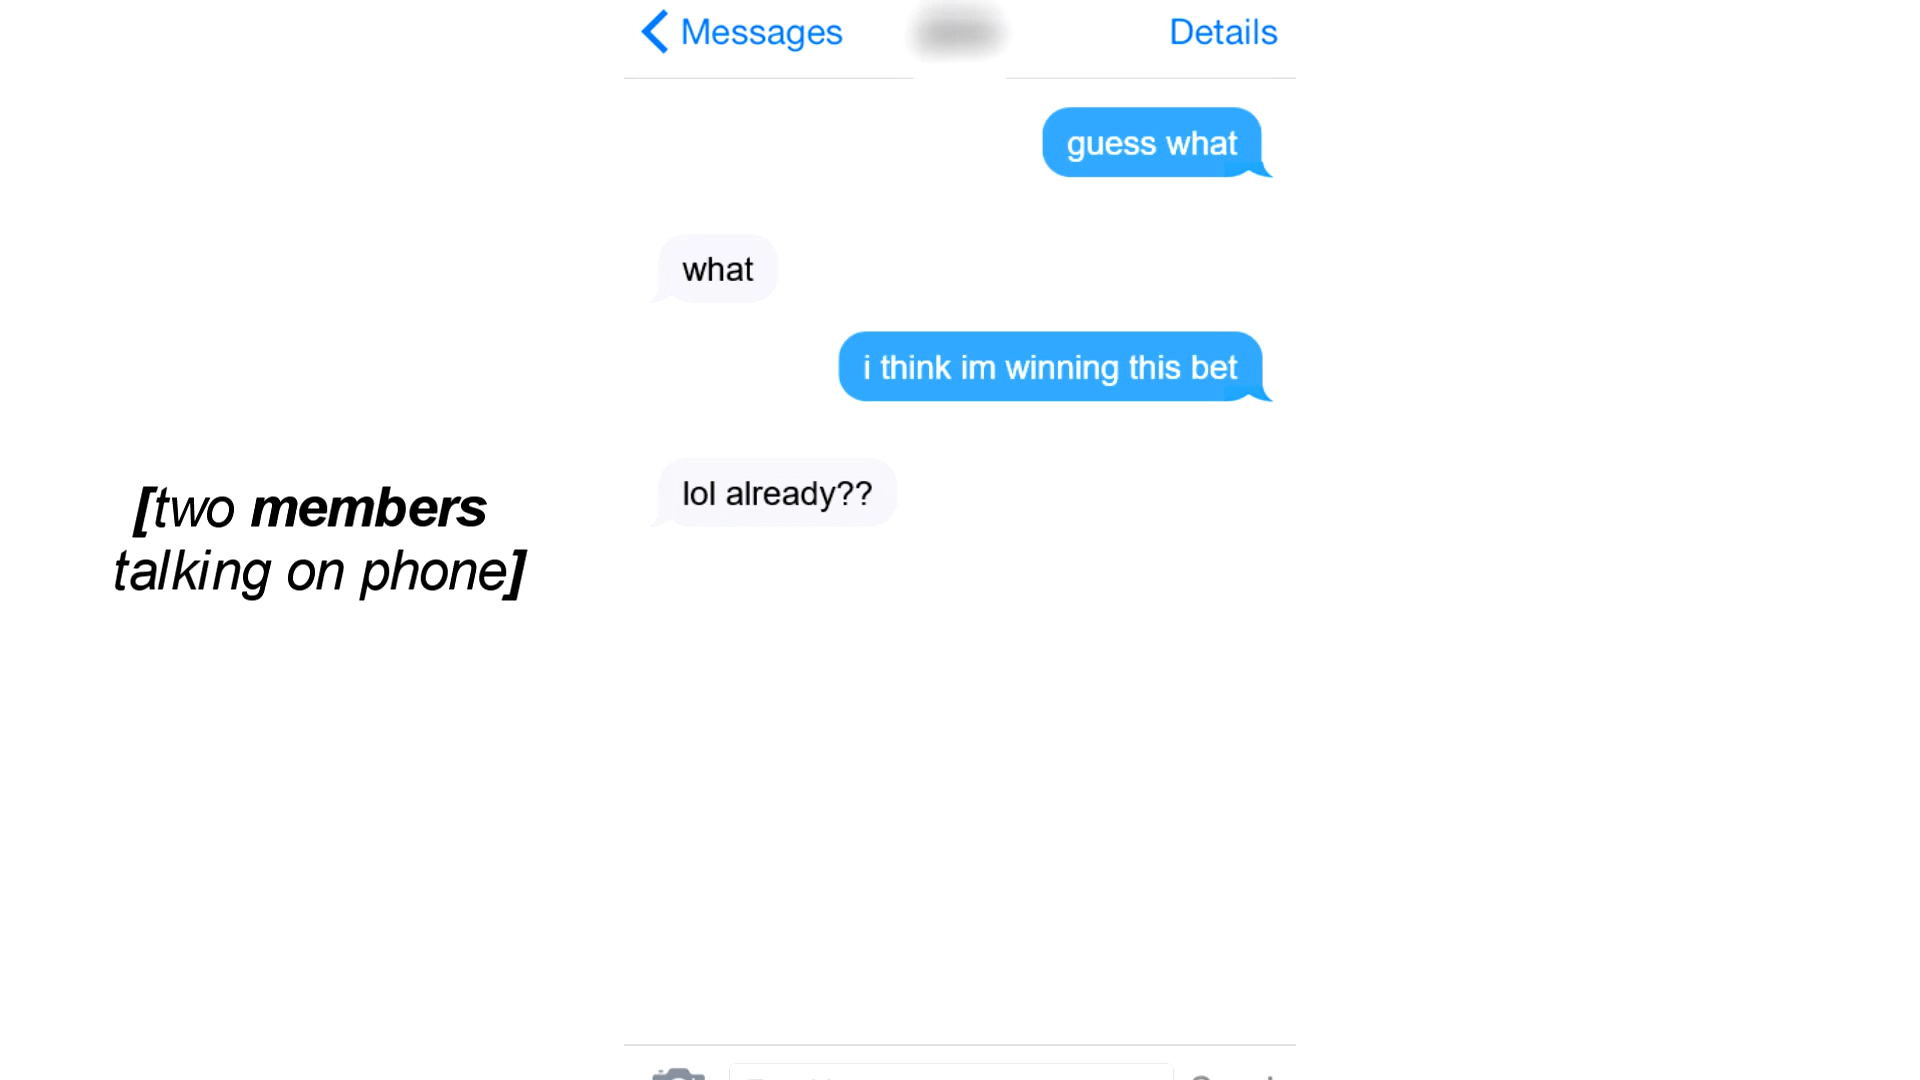 Messages
Details
guess what
what
i think im winning this bet
lol already??
[two members
talking on phone]